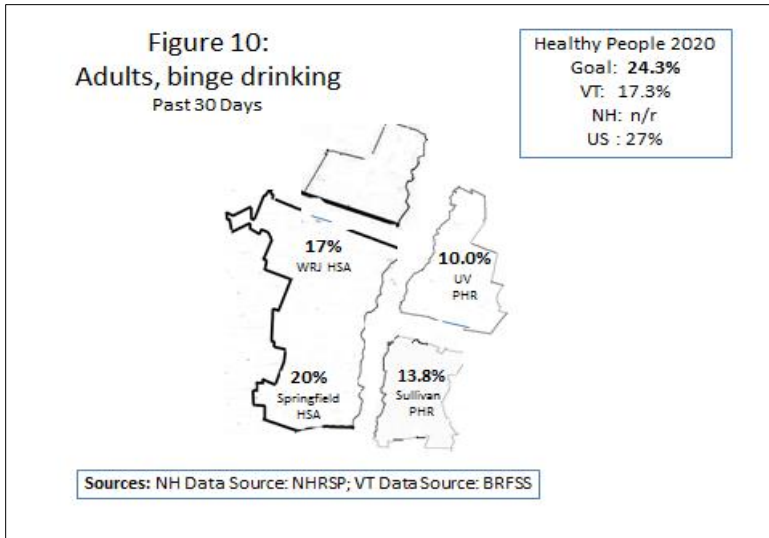 Figure 10:
Adults, binge drinking
Past 30 Days
Healthy People 2020
Goal: 24.3%
VT: 17.3%
NH: n/r
US : 27%
17%
WRJ HSA
10.0%
UV
PHR
20%
Springfield
HSA
13.8%
Sullivan
PHR
Sources: NH Data Source: NHRSP; VT Data Source: BRFSS